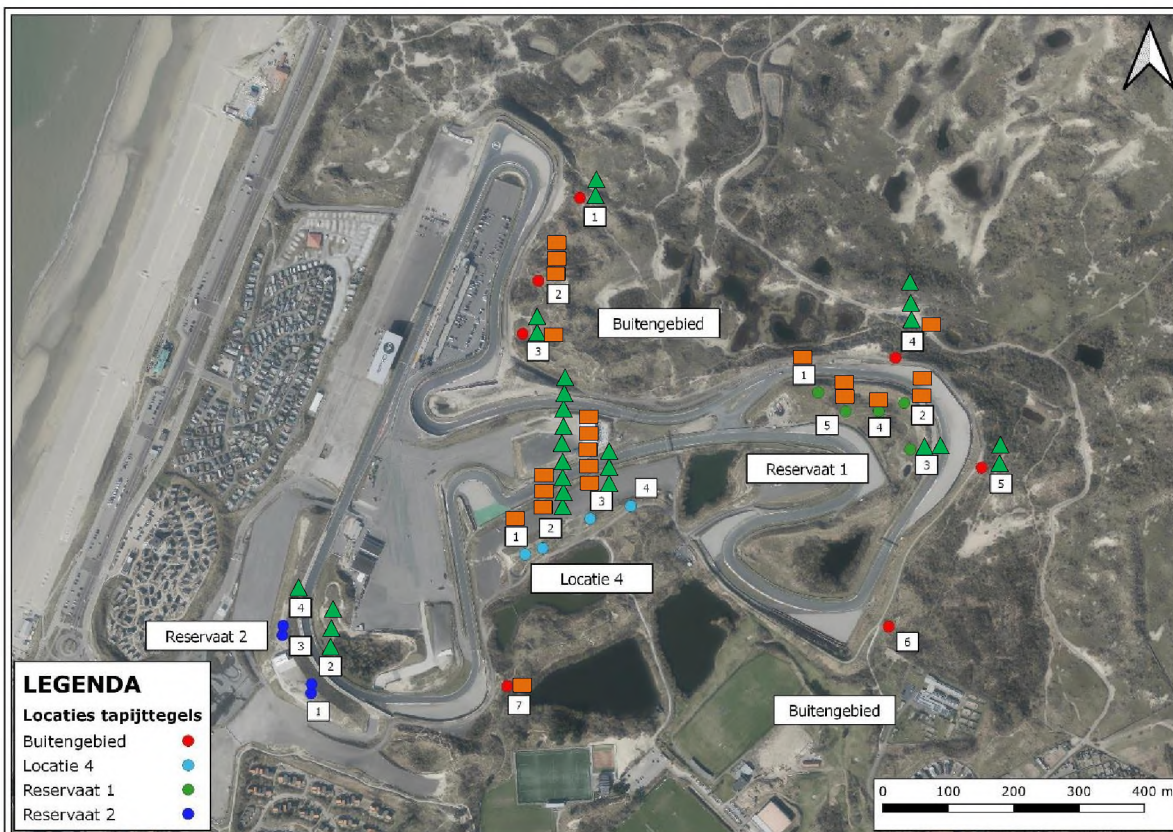 1
2
Buitengebied
3
4
1
2
5
4
3
5
Reservaat 1
4
3
2
1
Locatie 4
4
Reservaat 2
3
2
6
1
7
Buitengebied
LEGENDA
Locaties tapijttegels
Buitengebied
Locatie 4
Reservaat 1
Reservaat 2
0 100 200 300 400 m